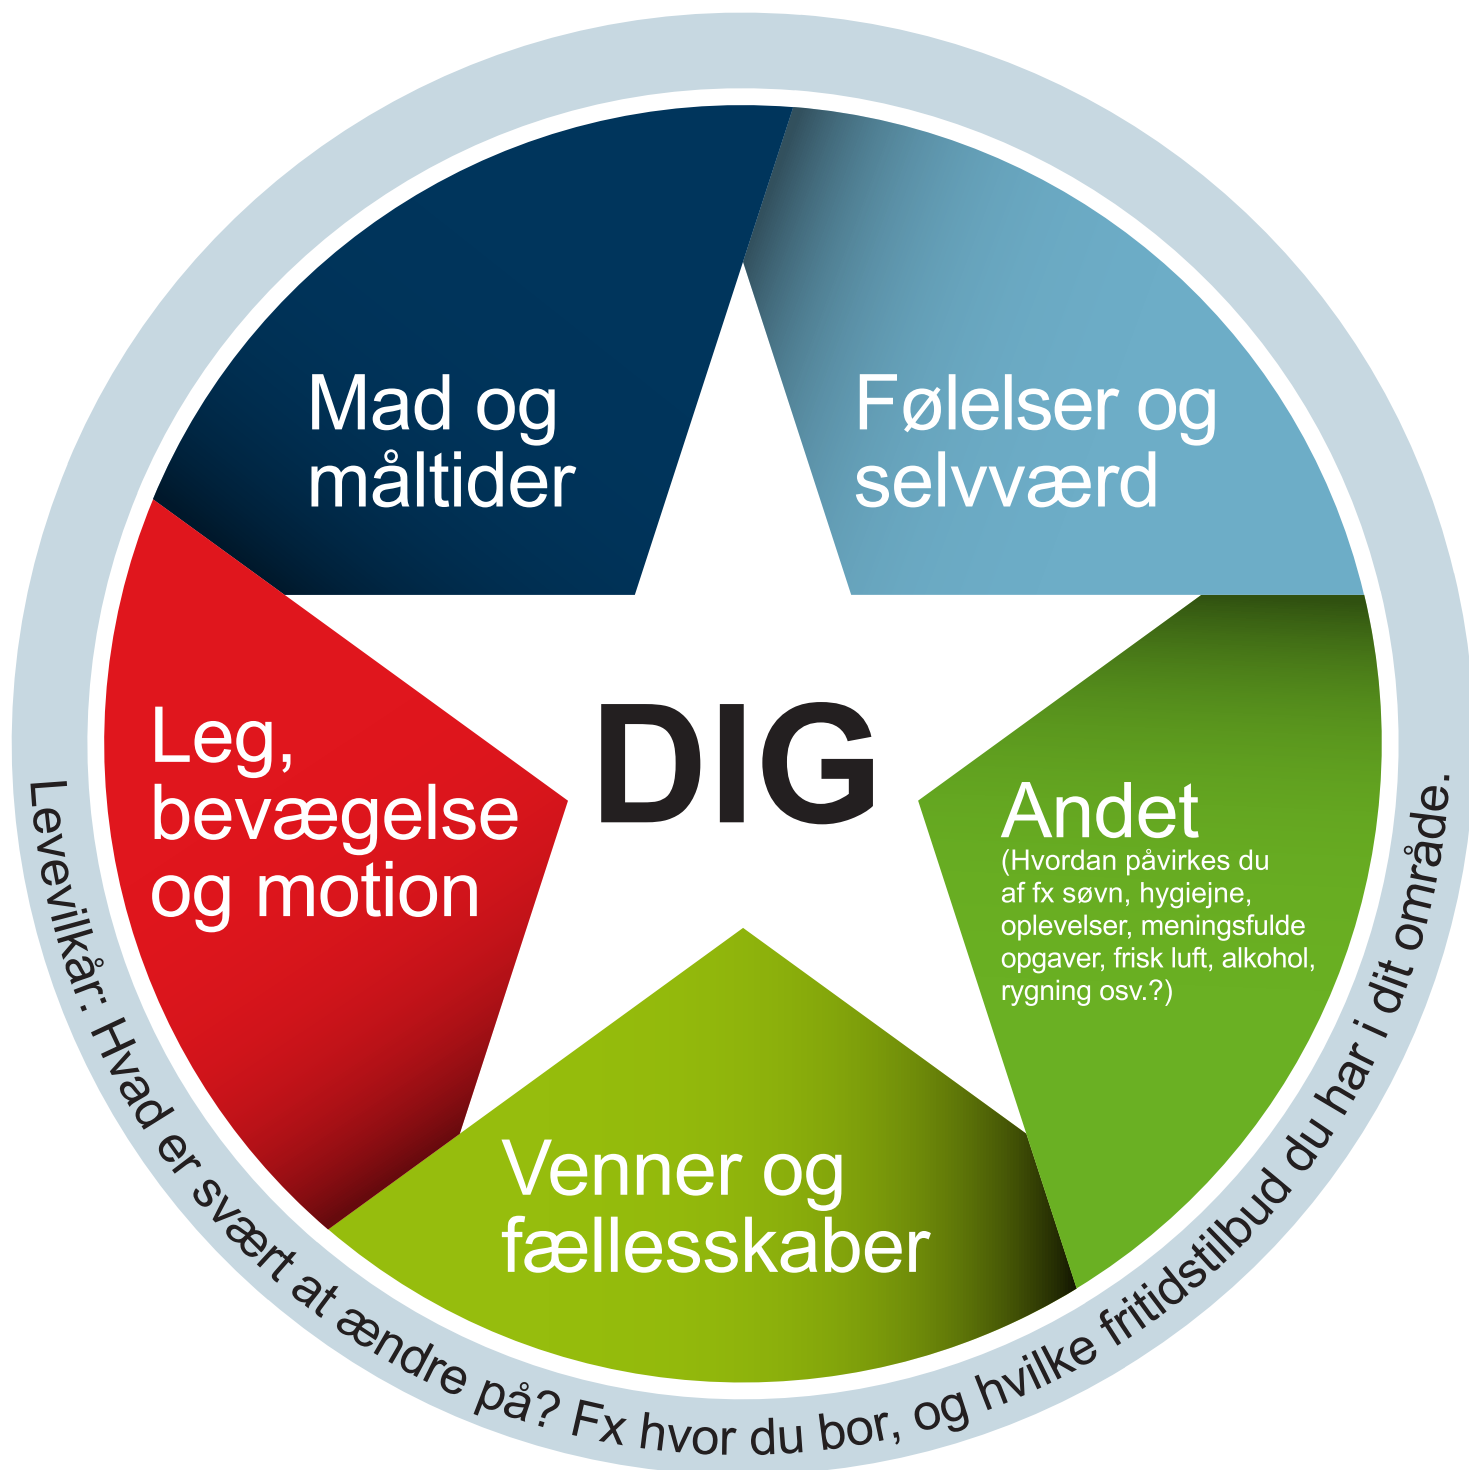 Mad og
måltider
Følelser og
selvværd
Leg,
bevægelse
og motion
DIG
Andet
(Hvordan påvirkes du
af fx søvn, hygiejne,
oplevelser, meningsfulde
opgaver, frisk luft, alkohol,
rygning osv.?)
Venner og
fællesskaber
Levevilkår: Hvad er svært at ændre på? Fx hvor du bor, og hvilke fritidstilbud du har i dit område.